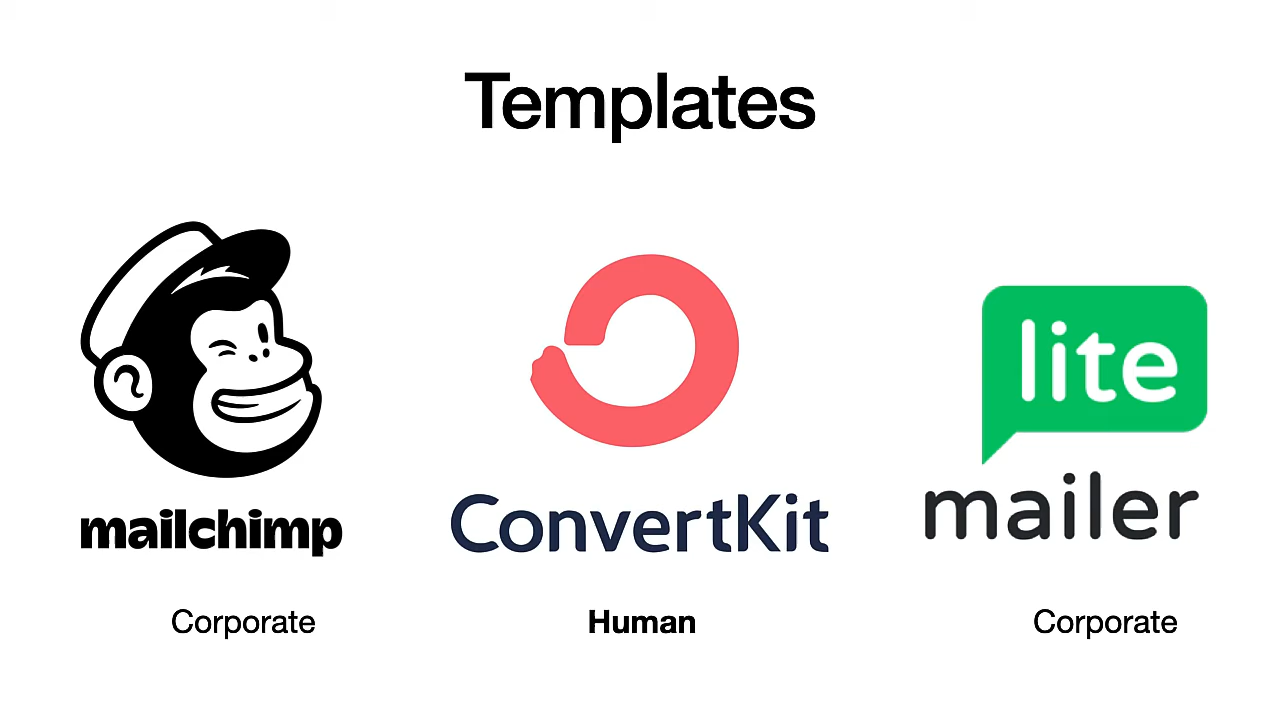 Templates
mailchimp
ConvertKit
lite
mailer
Corporate
Human
Corporate